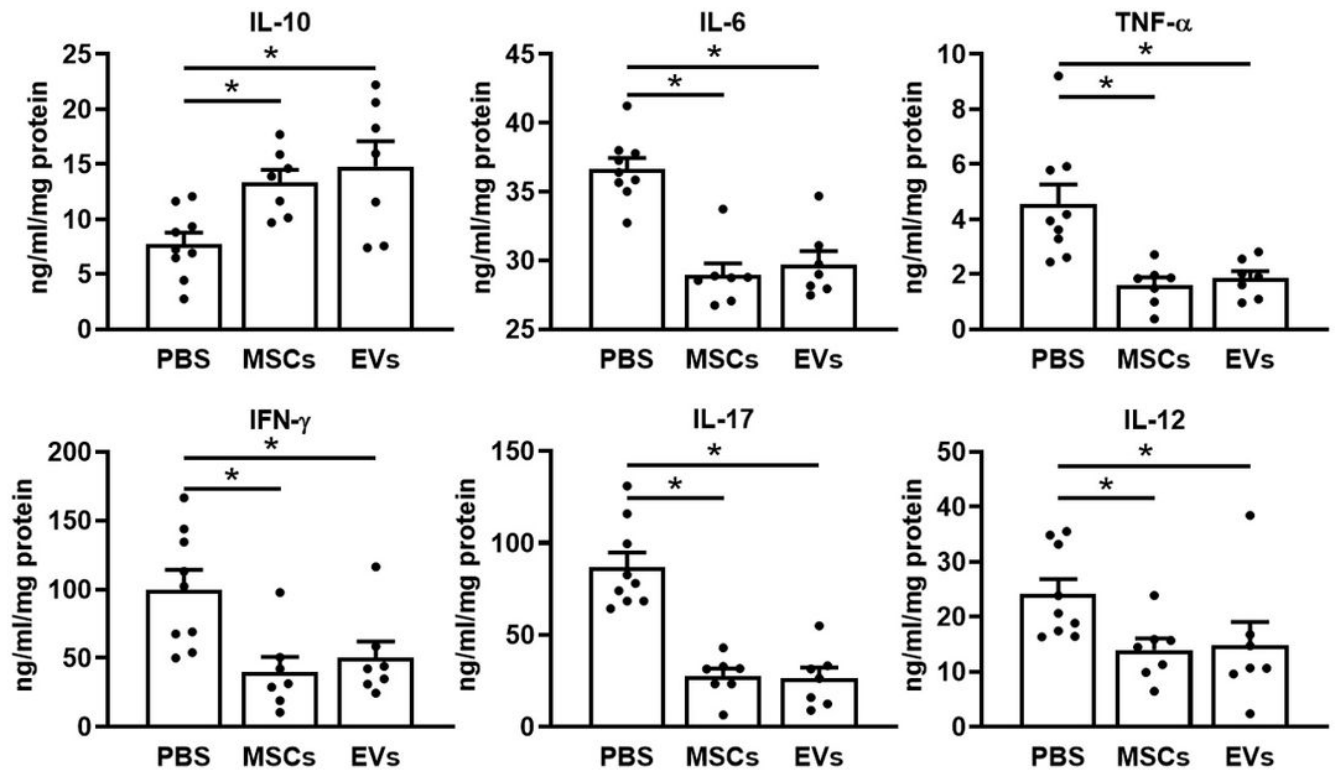 IL-10
25
20
15
10
5
0
ng/ml/mg protein
*
*
PBS MSCs EVs
IL-6
45
40
35
30
25
ng/ml/mg protein
*
*
PBS MSCs EVs
TNF-α
10
8
6
4
2
0
ng/ml/mg protein
*
*
PBS MSCs EVs
IFN-γ
200
150
100
50
0
ng/ml/mg protein
*
*
PBS MSCs EVs
IL-17
150
100
50
0
ng/ml/mg protein
*
*
PBS MSCs EVs
IL-12
50
40
30
20
10
0
ng/ml/mg protein
*
*
PBS MSCs EVs